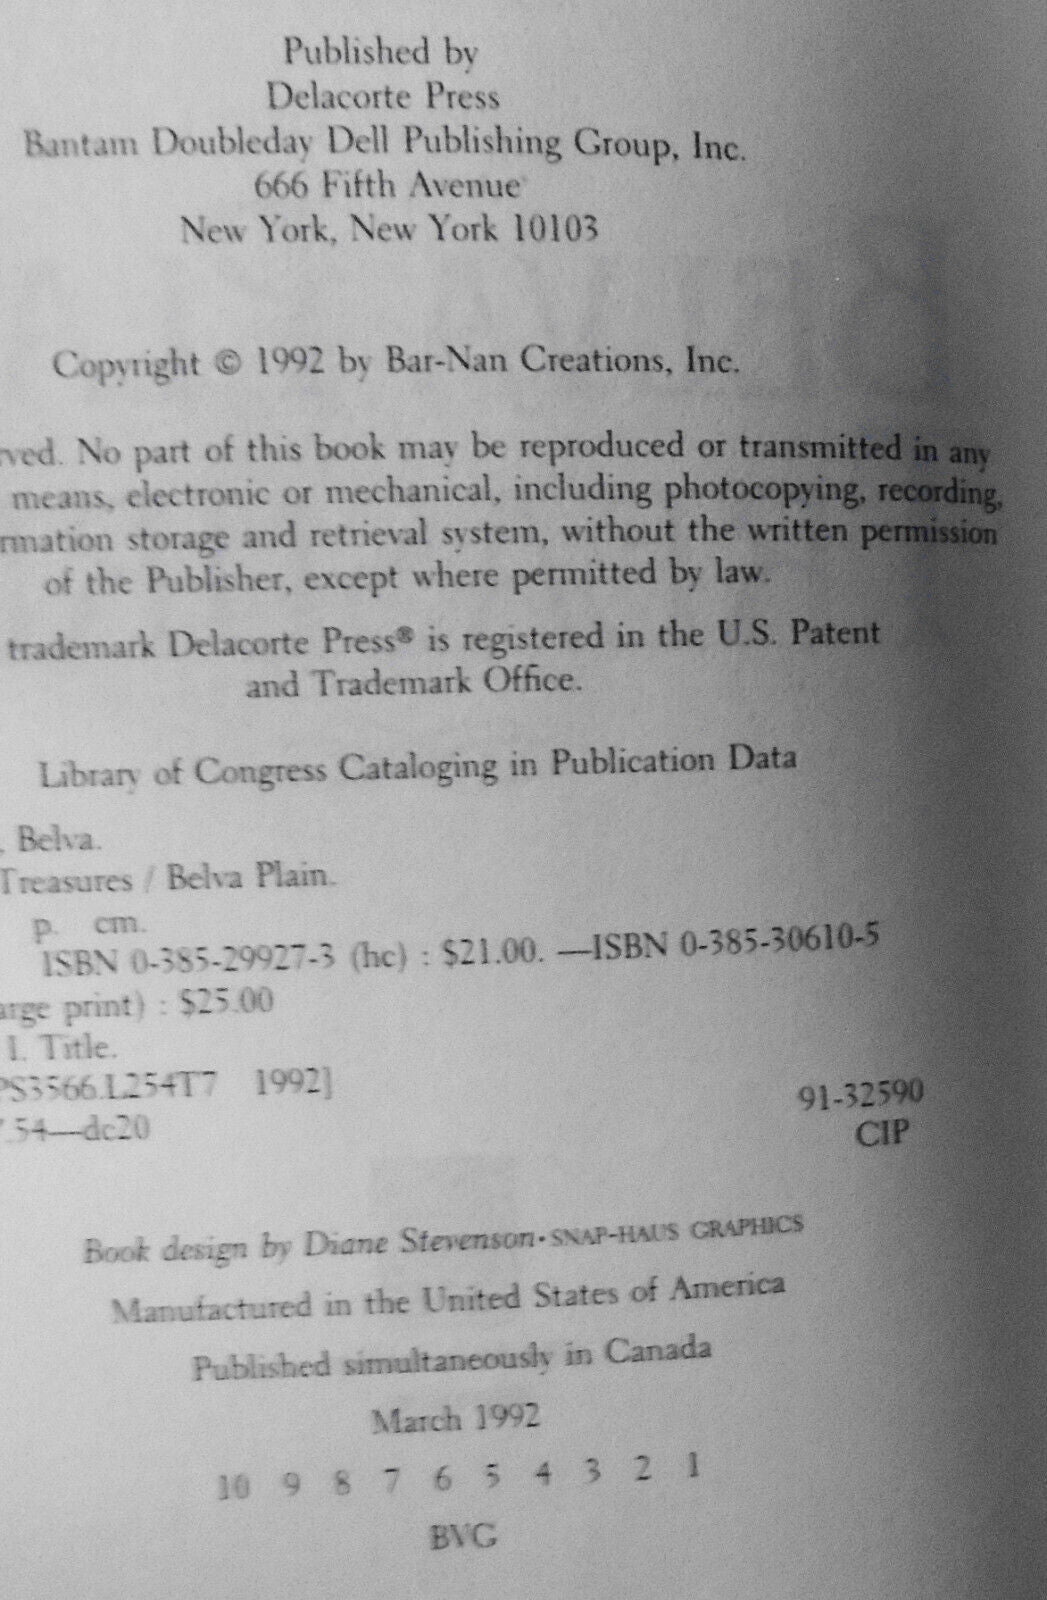 Published by
Delacorte Press
Bantam Doubleday Dell Publishing Group, Inc.
666 Fifth Avenue
New York, New York 10103
Copyright © 1992 by Bar-Nan Creations, Inc.
rved. No part of this book may be reproduced or transmitted in any
means, electronic or mechanical, including photocopying, recording,
rmation storage and retrieval system, without the written permission
of the Publisher, except where permitted by law.
trademark Delacorte Press® is registered in the U.S. Patent
and Trademark Office.
Library of Congress Cataloging in Publication Data
, Belva.
Treasures / Belva Plain.
p. cm.
ISBN 0-385-29927-3 (hc) : $21.00. —ISBN 0-385-30610-5
arge print) : $25.00
I. Title.
PS3566.L254T7 1992]
.54—dc20
91-32590
CIP
Book design by Diane Stevenson·SNAP-HAUS GRAPHICS
Manufactured in the United States of America
Published simultaneously in Canada
March 1992
10 9 8 7 6 5 4 3 2 1
BVG